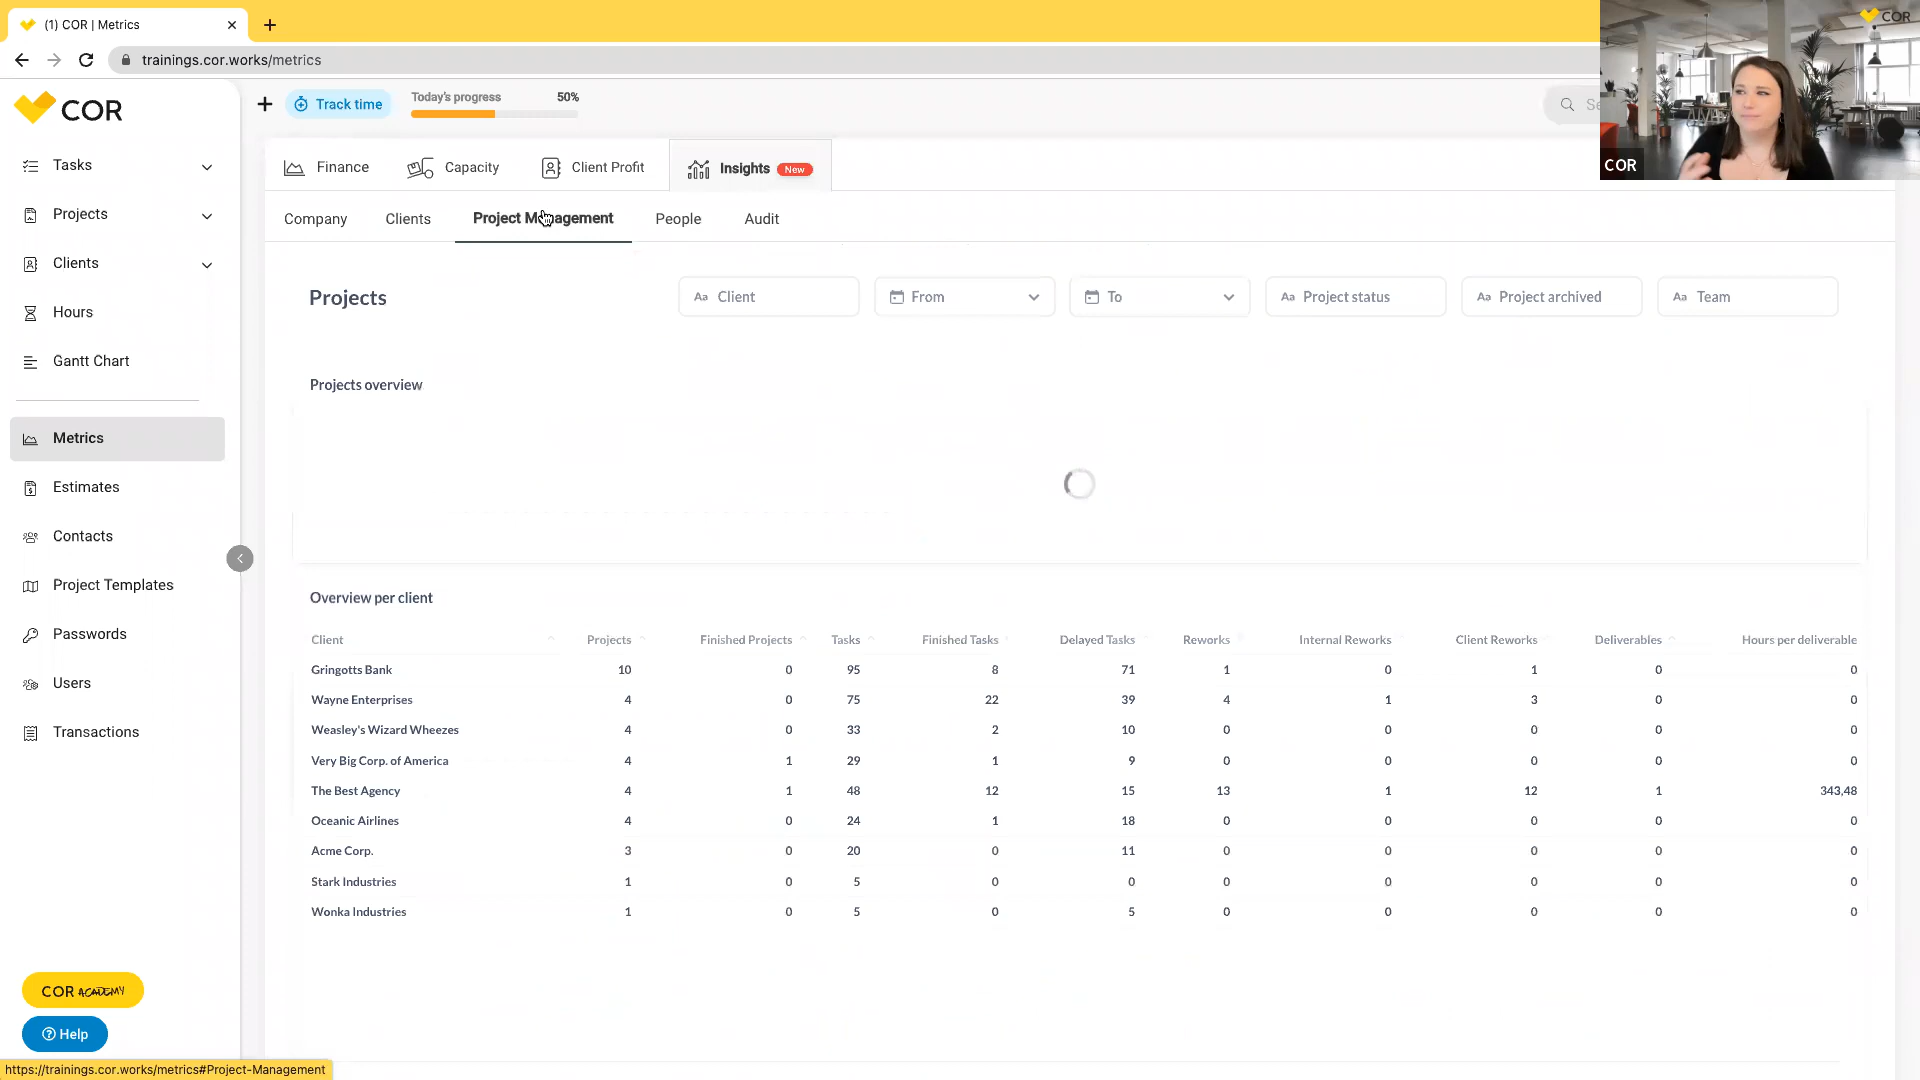 (1) COR | Metrics
trainings.cor.works/metrics
COR
COR
COR
Track time
Today's progress 50%
Tasks
Projects
Clients
Hours
Gantt Chart
Metrics
Estimates
Contacts
Project Templates
Passwords
Users
Transactions
COR ACADEMY
Help
https://trainings.cor.works/metrics#Project-Management
Finance Capacity Client Profit Insights New
Company Clients Project Management People Audit
Projects Aa Client From To Aa Project status Aa Project archived Aa Team
Projects overview
Overview per client
Client Projects Finished Projects Tasks Finished Tasks Delayed Tasks Reworks Internal Reworks Client Reworks Deliverables Hours per deliverable
Gringotts Bank 10 0 95 8 71 1 0 1 0 0
Wayne Enterprises 4 0 75 22 39 4 1 3 0 0
Weasley's Wizard Wheezes 4 0 33 2 10 0 0 0 0 0
Very Big Corp. of America 4 1 29 1 9 0 0 0 0 0
The Best Agency 4 1 48 12 15 13 1 12 1 343,48
Oceanic Airlines 4 0 24 1 18 0 0 0 0 0
Acme Corp. 3 0 20 0 11 0 0 0 0 0
Stark Industries 1 0 5 0 0 0 0 0 0 0
Wonka Industries 1 0 5 0 5 0 0 0 0 0